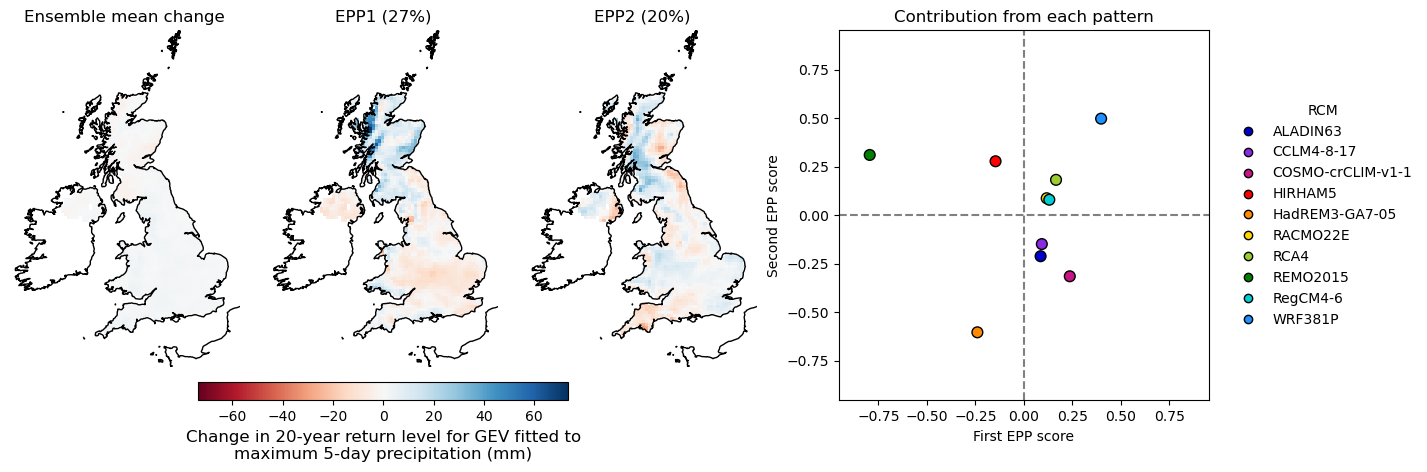 Ensemble mean change
EPP1 (27%)
EPP2 (20%)
−60 −40 −20 0 20 40 60
Change in 20-year return level for GEV fitted to
maximum 5-day precipitation (mm)
Contribution from each pattern
Second EPP score
0.75
0.50
0.25
0.00
−0.25
−0.50
−0.75
−0.75 −0.50 −0.25 0.00 0.25 0.50 0.75
First EPP score
RCM
ALADIN63
CCLM4-8-17
COSMO-crCLIM-v1-1
HIRHAM5
HadREM3-GA7-05
RACMO22E
RCA4
REMO2015
RegCM4-6
WRF381P